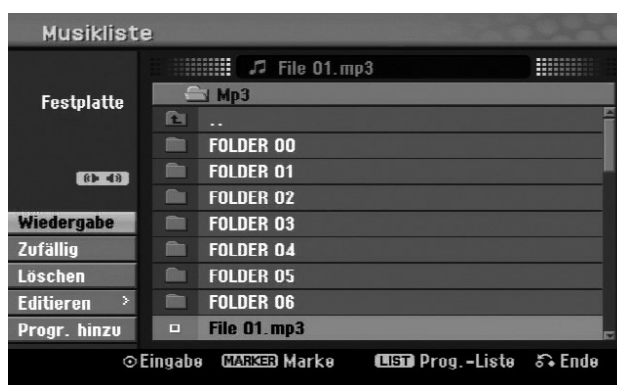 Musikliste
File 01.mp3
Festplatte
Mp3
..
FOLDER 00
FOLDER 01
FOLDER 02
Wiedergabe
FOLDER 03
Zufällig
FOLDER 04
Löschen
FOLDER 05
Editieren >
FOLDER 06
Progr. hinzu
File 01.mp3
Eingabe MARKER Marke LIST Prog.-Liste Ende